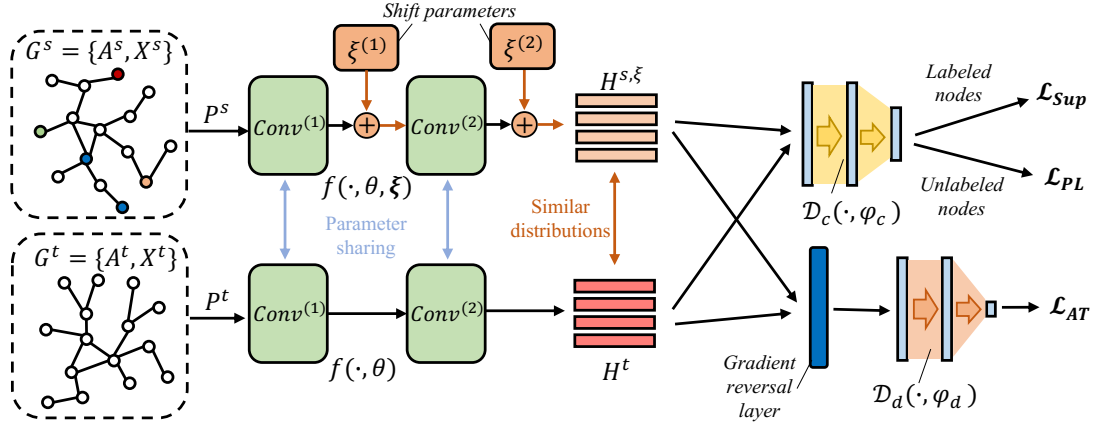 Shift parameters
G^s = {A^s, X^s}
ξ^(1)
ξ^(2)
H^{s,ξ}
Labeled
nodes
ℒ_Sup
P^s
Conv^(1)
+
Conv^(2)
+
f(·, θ, ξ)
𝒟_c(·, φ_c)
ℒ_PL
Unlabeled
nodes
Parameter
sharing
Similar
distributions
G^t = {A^t, X^t}
P^t
Conv^(1)
Conv^(2)
f(·, θ)
H^t
ℒ_AT
Gradient
reversal
layer
𝒟_d(·, φ_d)